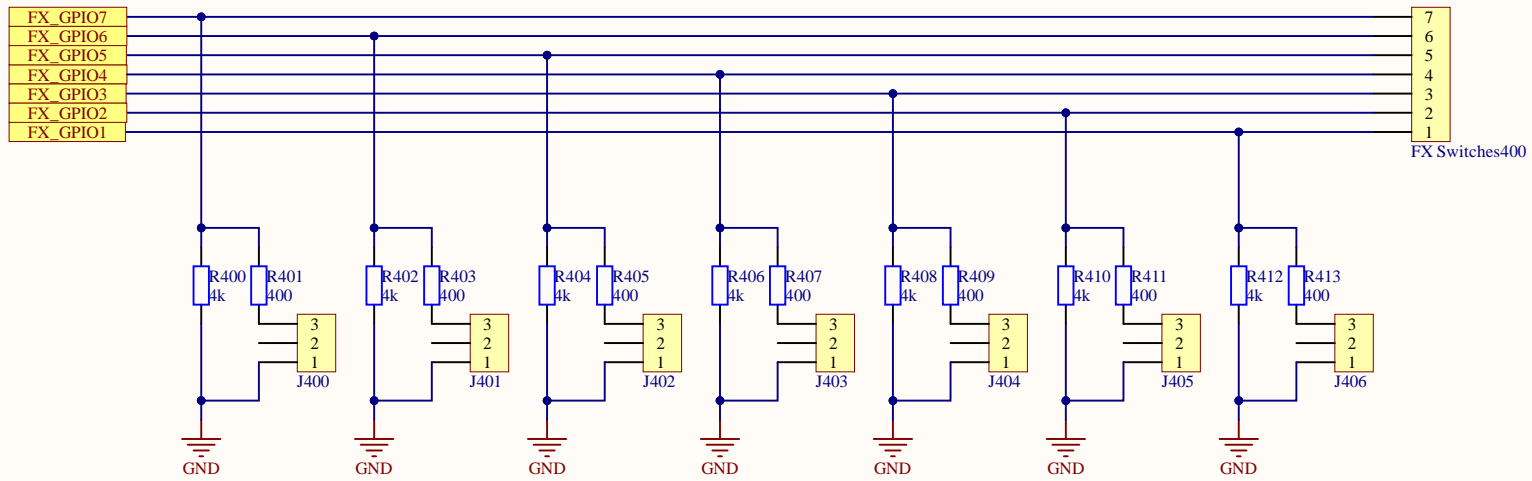 FX_GPIO7 7
FX_GPIO6 6
FX_GPIO5 5
FX_GPIO4 4
FX_GPIO3 3
FX_GPIO2 2
FX_GPIO1 1
FX Switches400
R400 R401 R402 R403 R404 R405 R406 R407 R408 R409 R410 R411 R412 R413
4k 400 4k 400 4k 400 4k 400 4k 400 4k 400 4k 400
3 3 3 3 3 3 3
2 2 2 2 2 2 2
1 1 1 1 1 1 1
J400 J401 J402 J403 J404 J405 J406
GND GND GND GND GND GND GND